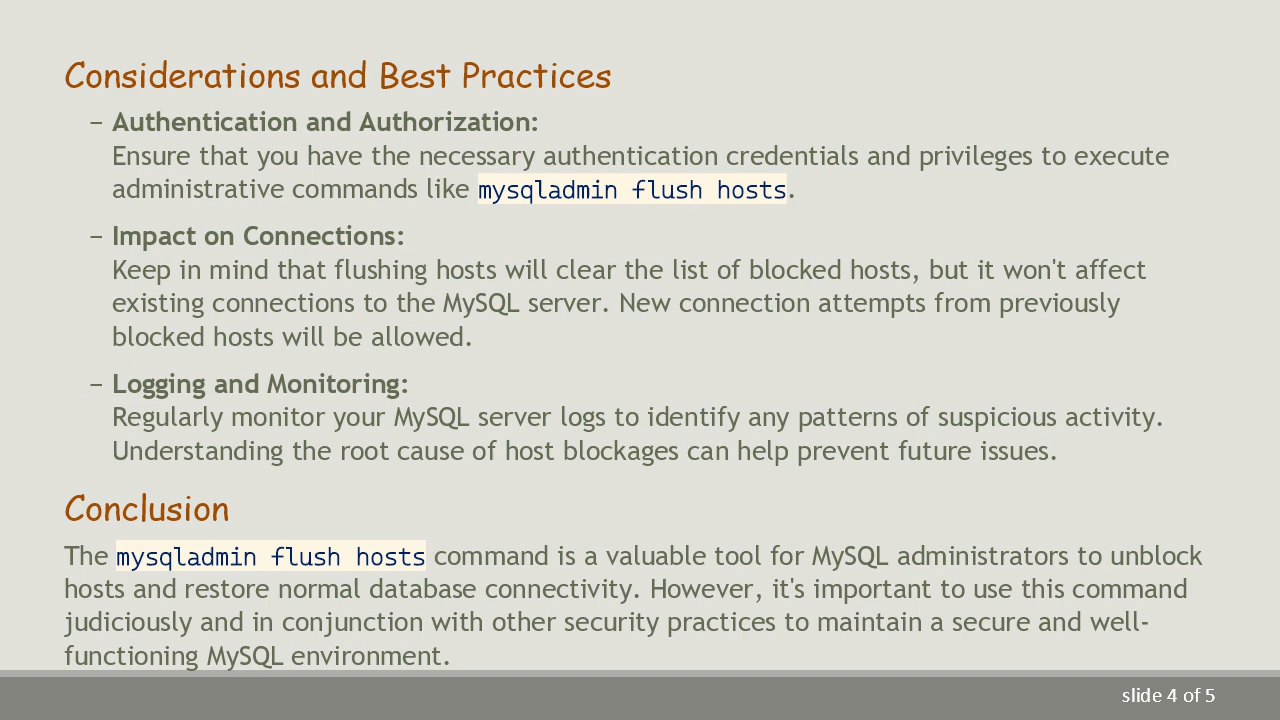 Considerations and Best Practices
– Authentication and Authorization:
Ensure that you have the necessary authentication credentials and privileges to execute
administrative commands like mysqladmin flush hosts.
– Impact on Connections:
Keep in mind that flushing hosts will clear the list of blocked hosts, but it won't affect
existing connections to the MySQL server. New connection attempts from previously
blocked hosts will be allowed.
– Logging and Monitoring:
Regularly monitor your MySQL server logs to identify any patterns of suspicious activity.
Understanding the root cause of host blockages can help prevent future issues.
Conclusion
The mysqladmin flush hosts command is a valuable tool for MySQL administrators to unblock
hosts and restore normal database connectivity. However, it's important to use this command
judiciously and in conjunction with other security practices to maintain a secure and well-
functioning MySQL environment.
slide 4 of 5